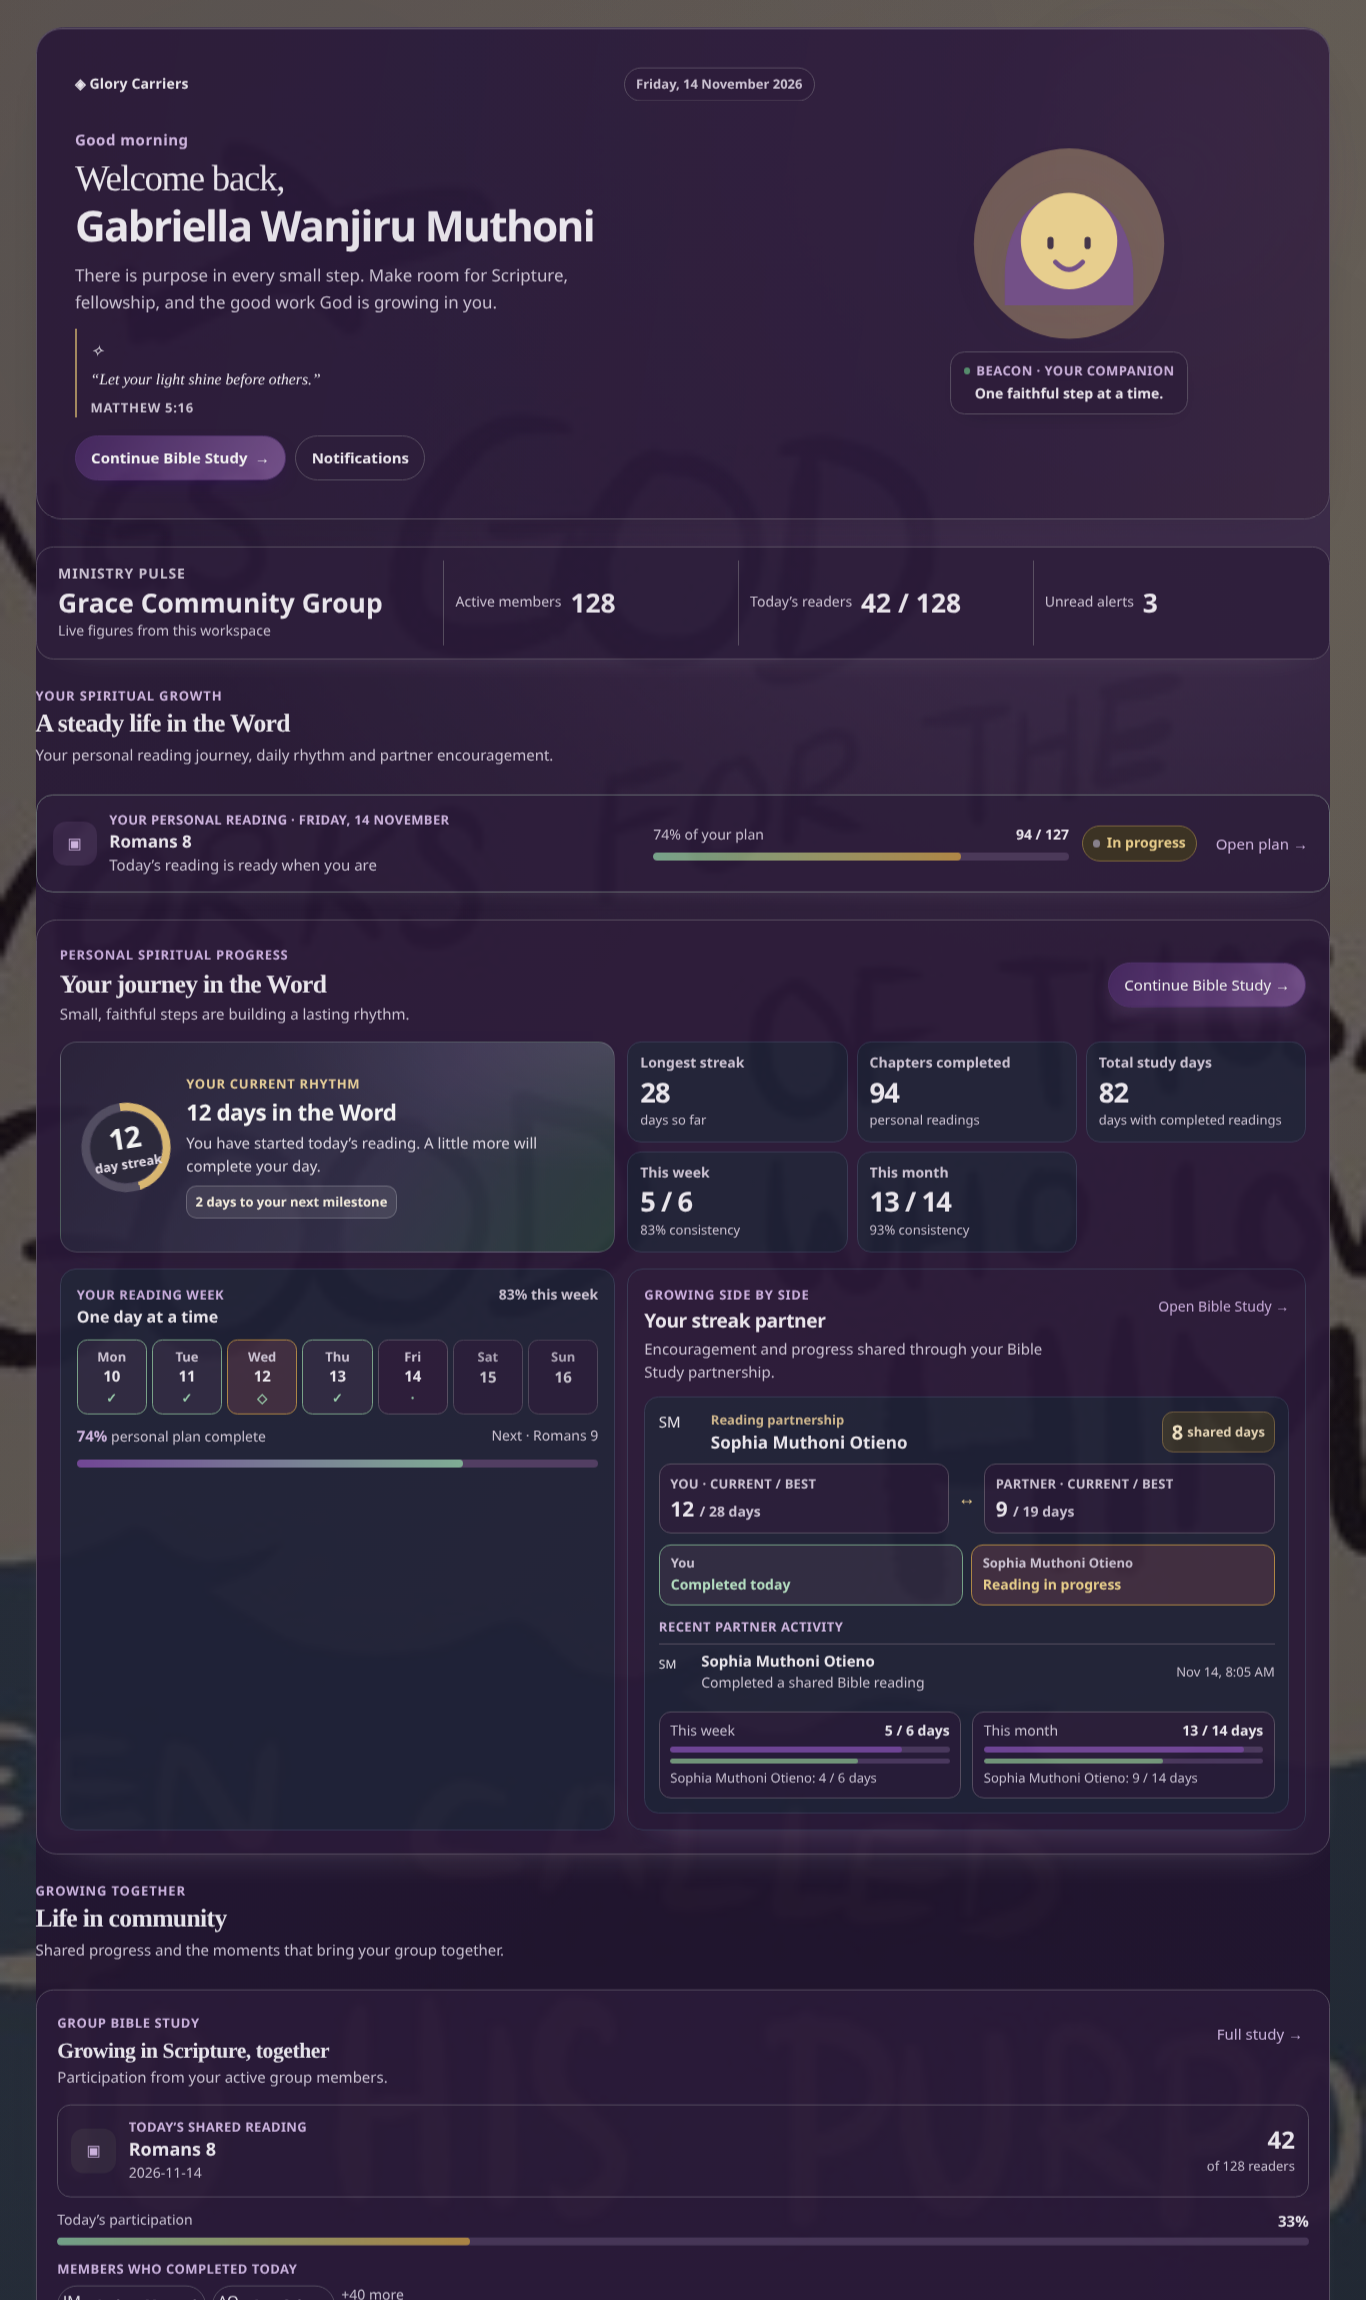 ◈ Glory Carriers
Friday, 14 November 2026
Good morning
Welcome back,
Gabriella Wanjiru Muthoni
There is purpose in every small step. Make room for Scripture,
fellowship, and the good work God is growing in you.
“Let your light shine before others.”
MATTHEW 5:16
Continue Bible Study →
Notifications
BEACON · YOUR COMPANION
One faithful step at a time.
MINISTRY PULSE
Grace Community Group
Live figures from this workspace
Active members 128
Today’s readers 42 / 128
Unread alerts 3
YOUR SPIRITUAL GROWTH
A steady life in the Word
Your personal reading journey, daily rhythm and partner encouragement.
YOUR PERSONAL READING · FRIDAY, 14 NOVEMBER
Romans 8
Today’s reading is ready when you are
74% of your plan
94 / 127
In progress
Open plan →
PERSONAL SPIRITUAL PROGRESS
Your journey in the Word
Small, faithful steps are building a lasting rhythm.
Continue Bible Study →
12
day streak
YOUR CURRENT RHYTHM
12 days in the Word
You have started today’s reading. A little more will
complete your day.
2 days to your next milestone
Longest streak
28
days so far
Chapters completed
94
personal readings
Total study days
82
days with completed readings
This week
5 / 6
83% consistency
This month
13 / 14
93% consistency
YOUR READING WEEK
83% this week
One day at a time
Mon
10
✓
Tue
11
✓
Wed
12
◇
Thu
13
✓
Fri
14
·
Sat
15
Sun
16
74% personal plan complete
Next · Romans 9
GROWING SIDE BY SIDE
Your streak partner
Open Bible Study →
Encouragement and progress shared through your Bible
Study partnership.
SM
Reading partnership
Sophia Muthoni Otieno
8 shared days
YOU · CURRENT / BEST
12 / 28 days
↔
PARTNER · CURRENT / BEST
9 / 19 days
You
Completed today
Sophia Muthoni Otieno
Reading in progress
RECENT PARTNER ACTIVITY
SM
Sophia Muthoni Otieno
Completed a shared Bible reading
Nov 14, 8:05 AM
This week
5 / 6 days
Sophia Muthoni Otieno: 4 / 6 days
This month
13 / 14 days
Sophia Muthoni Otieno: 9 / 14 days
GROWING TOGETHER
Life in community
Shared progress and the moments that bring your group together.
GROUP BIBLE STUDY
Growing in Scripture, together
Participation from your active group members.
Full study →
TODAY’S SHARED READING
Romans 8
2026-11-14
42
of 128 readers
Today’s participation
33%
MEMBERS WHO COMPLETED TODAY
+40 more